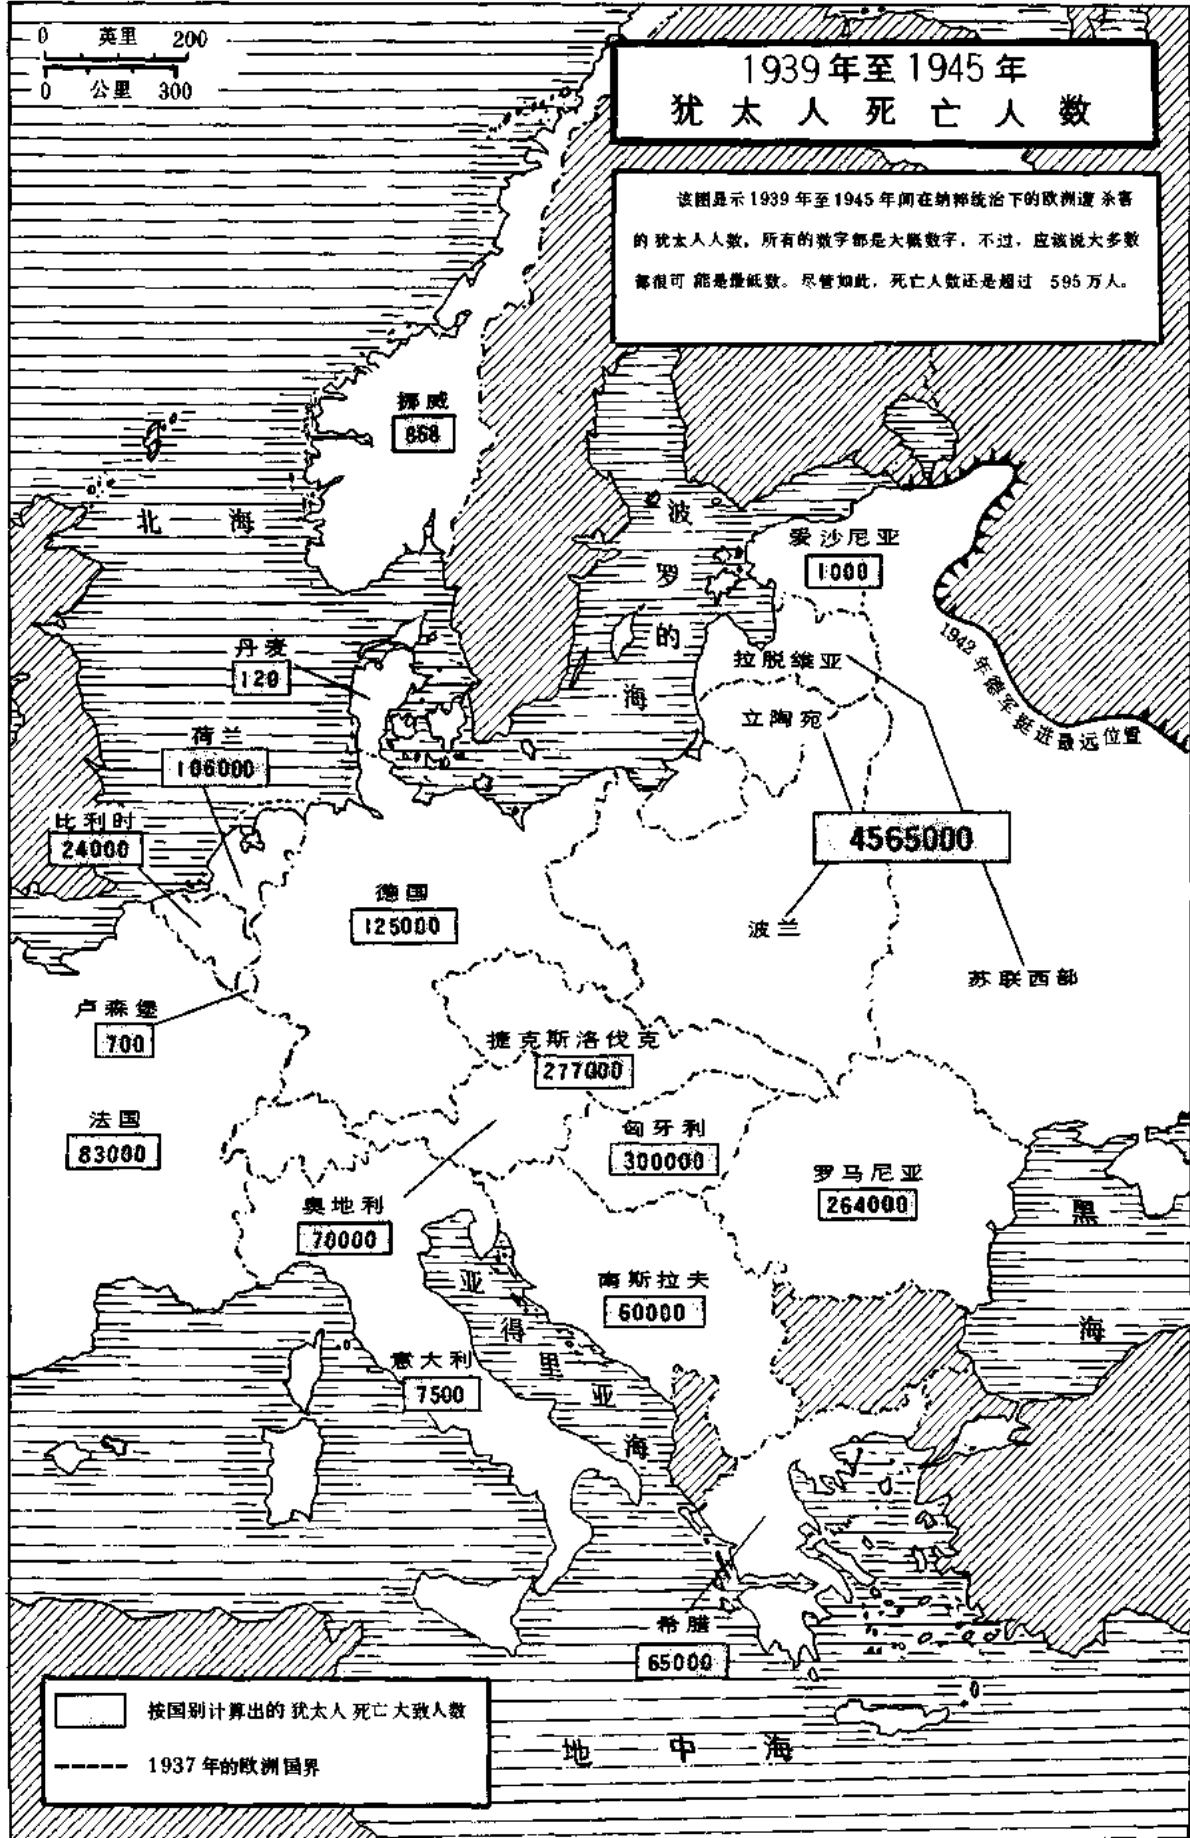 0 英里 200
0 公里 300
1939年至1945年
犹太人死亡人数
该图显示1939年至1945年间在纳粹统治下的欧洲遭杀害
的犹太人人数。所有的数字都是大概数字。不过,应该说大多数
都很可能是最低数。尽管如此,死亡人数还是超过 595万人。
挪威
868
北海
波罗的海
爱沙尼亚
1000
1942年德军挺进最远位置
丹麦
120
拉脱维亚
立陶宛
荷兰
106000
比利时
24000
4565000
德国
125000
波兰
苏联西部
卢森堡
700
捷克斯洛伐克
277000
法国
83000
匈牙利
300000
罗马尼亚
264000
奥地利
70000
黑海
亚得里亚海
南斯拉夫
60000
意大利
7500
希腊
65000
按国别计算出的犹太人死亡大致人数
1937年的欧洲国界
地中海